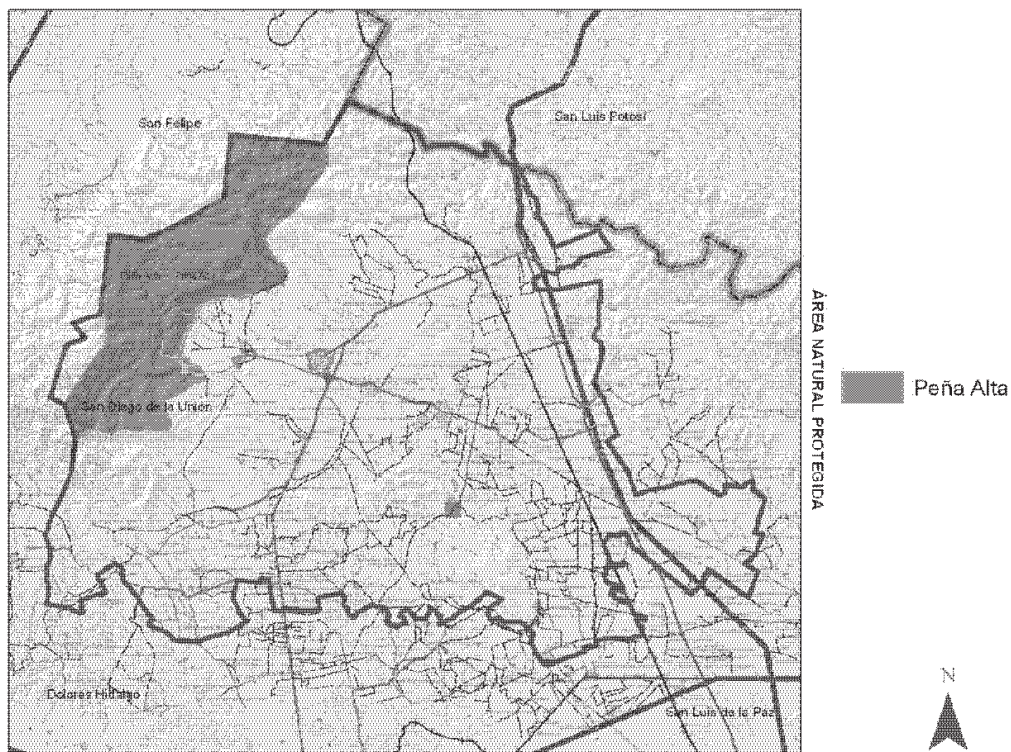 San Felipe
San Luis Potosí
San Diego de la Unión
Dolores Hidalgo
San Luis de la Paz
ÁREA NATURAL PROTEGIDA
Peña Alta
N